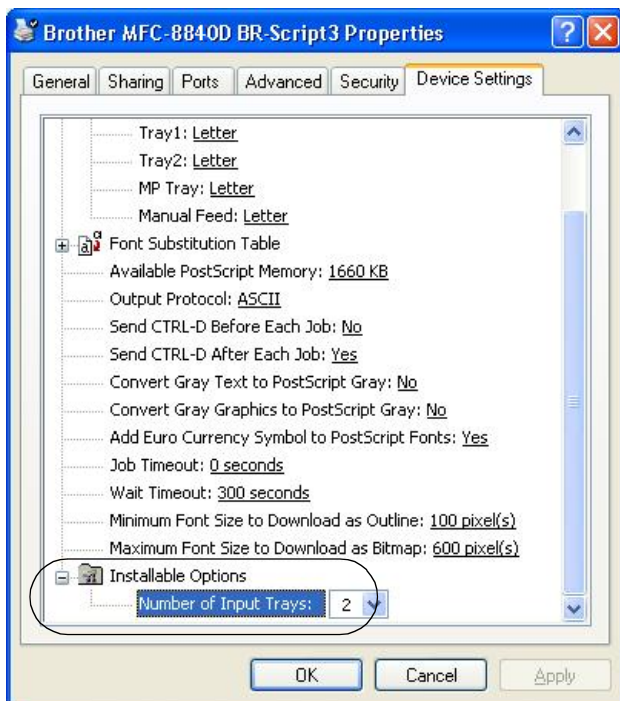 Brother MFC-8840D BR-Script3 Properties
General Sharing Ports Advanced Security Device Settings
Tray1: Letter
Tray2: Letter
MP Tray: Letter
Manual Feed: Letter
Font Substitution Table
Available PostScript Memory: 1660 KB
Output Protocol: ASCII
Send CTRL-D Before Each Job: No
Send CTRL-D After Each Job: Yes
Convert Gray Text to PostScript Gray: No
Convert Gray Graphics to PostScript Gray: No
Add Euro Currency Symbol to PostScript Fonts: Yes
Job Timeout: 0 seconds
Wait Timeout: 300 seconds
Minimum Font Size to Download as Outline: 100 pixel(s)
Maximum Font Size to Download as Bitmap: 600 pixel(s)
Installable Options
Number of Input Trays: 2
OK Cancel Apply